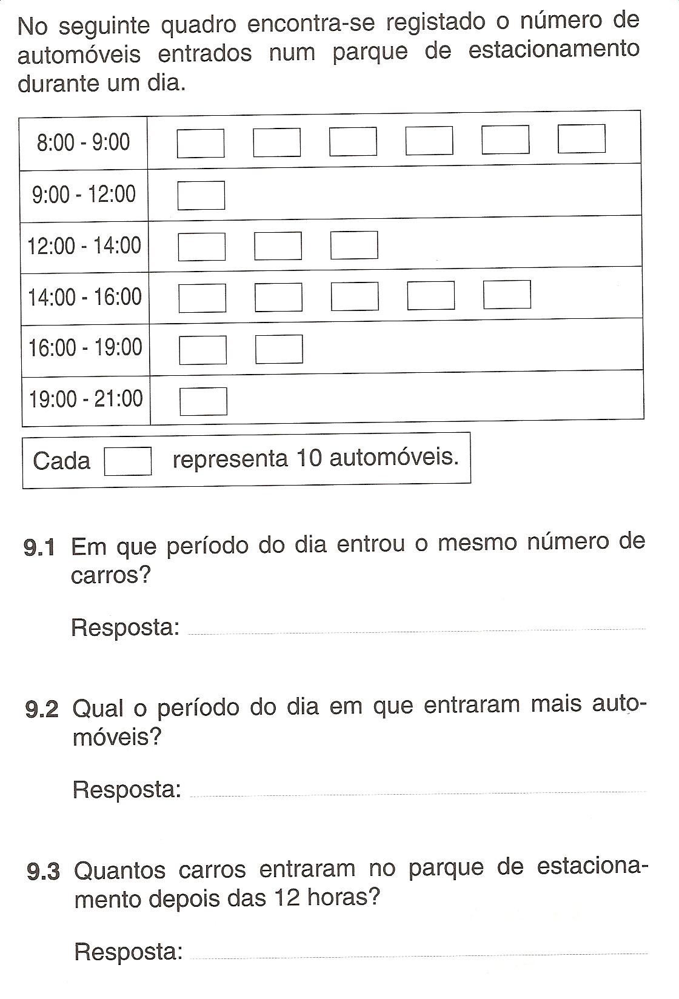 No seguinte quadro encontra-se registado o número de
automóveis entrados num parque de estacionamento
durante um dia.
8:00 - 9:00
9:00 - 12:00
12:00 - 14:00
14:00 - 16:00
16:00 - 19:00
19:00 - 21:00
Cada representa 10 automóveis.
9.1 Em que período do dia entrou o mesmo número de
carros?
Resposta:
9.2 Qual o período do dia em que entraram mais auto-
móveis?
Resposta:
9.3 Quantos carros entraram no parque de estaciona-
mento depois das 12 horas?
Resposta: